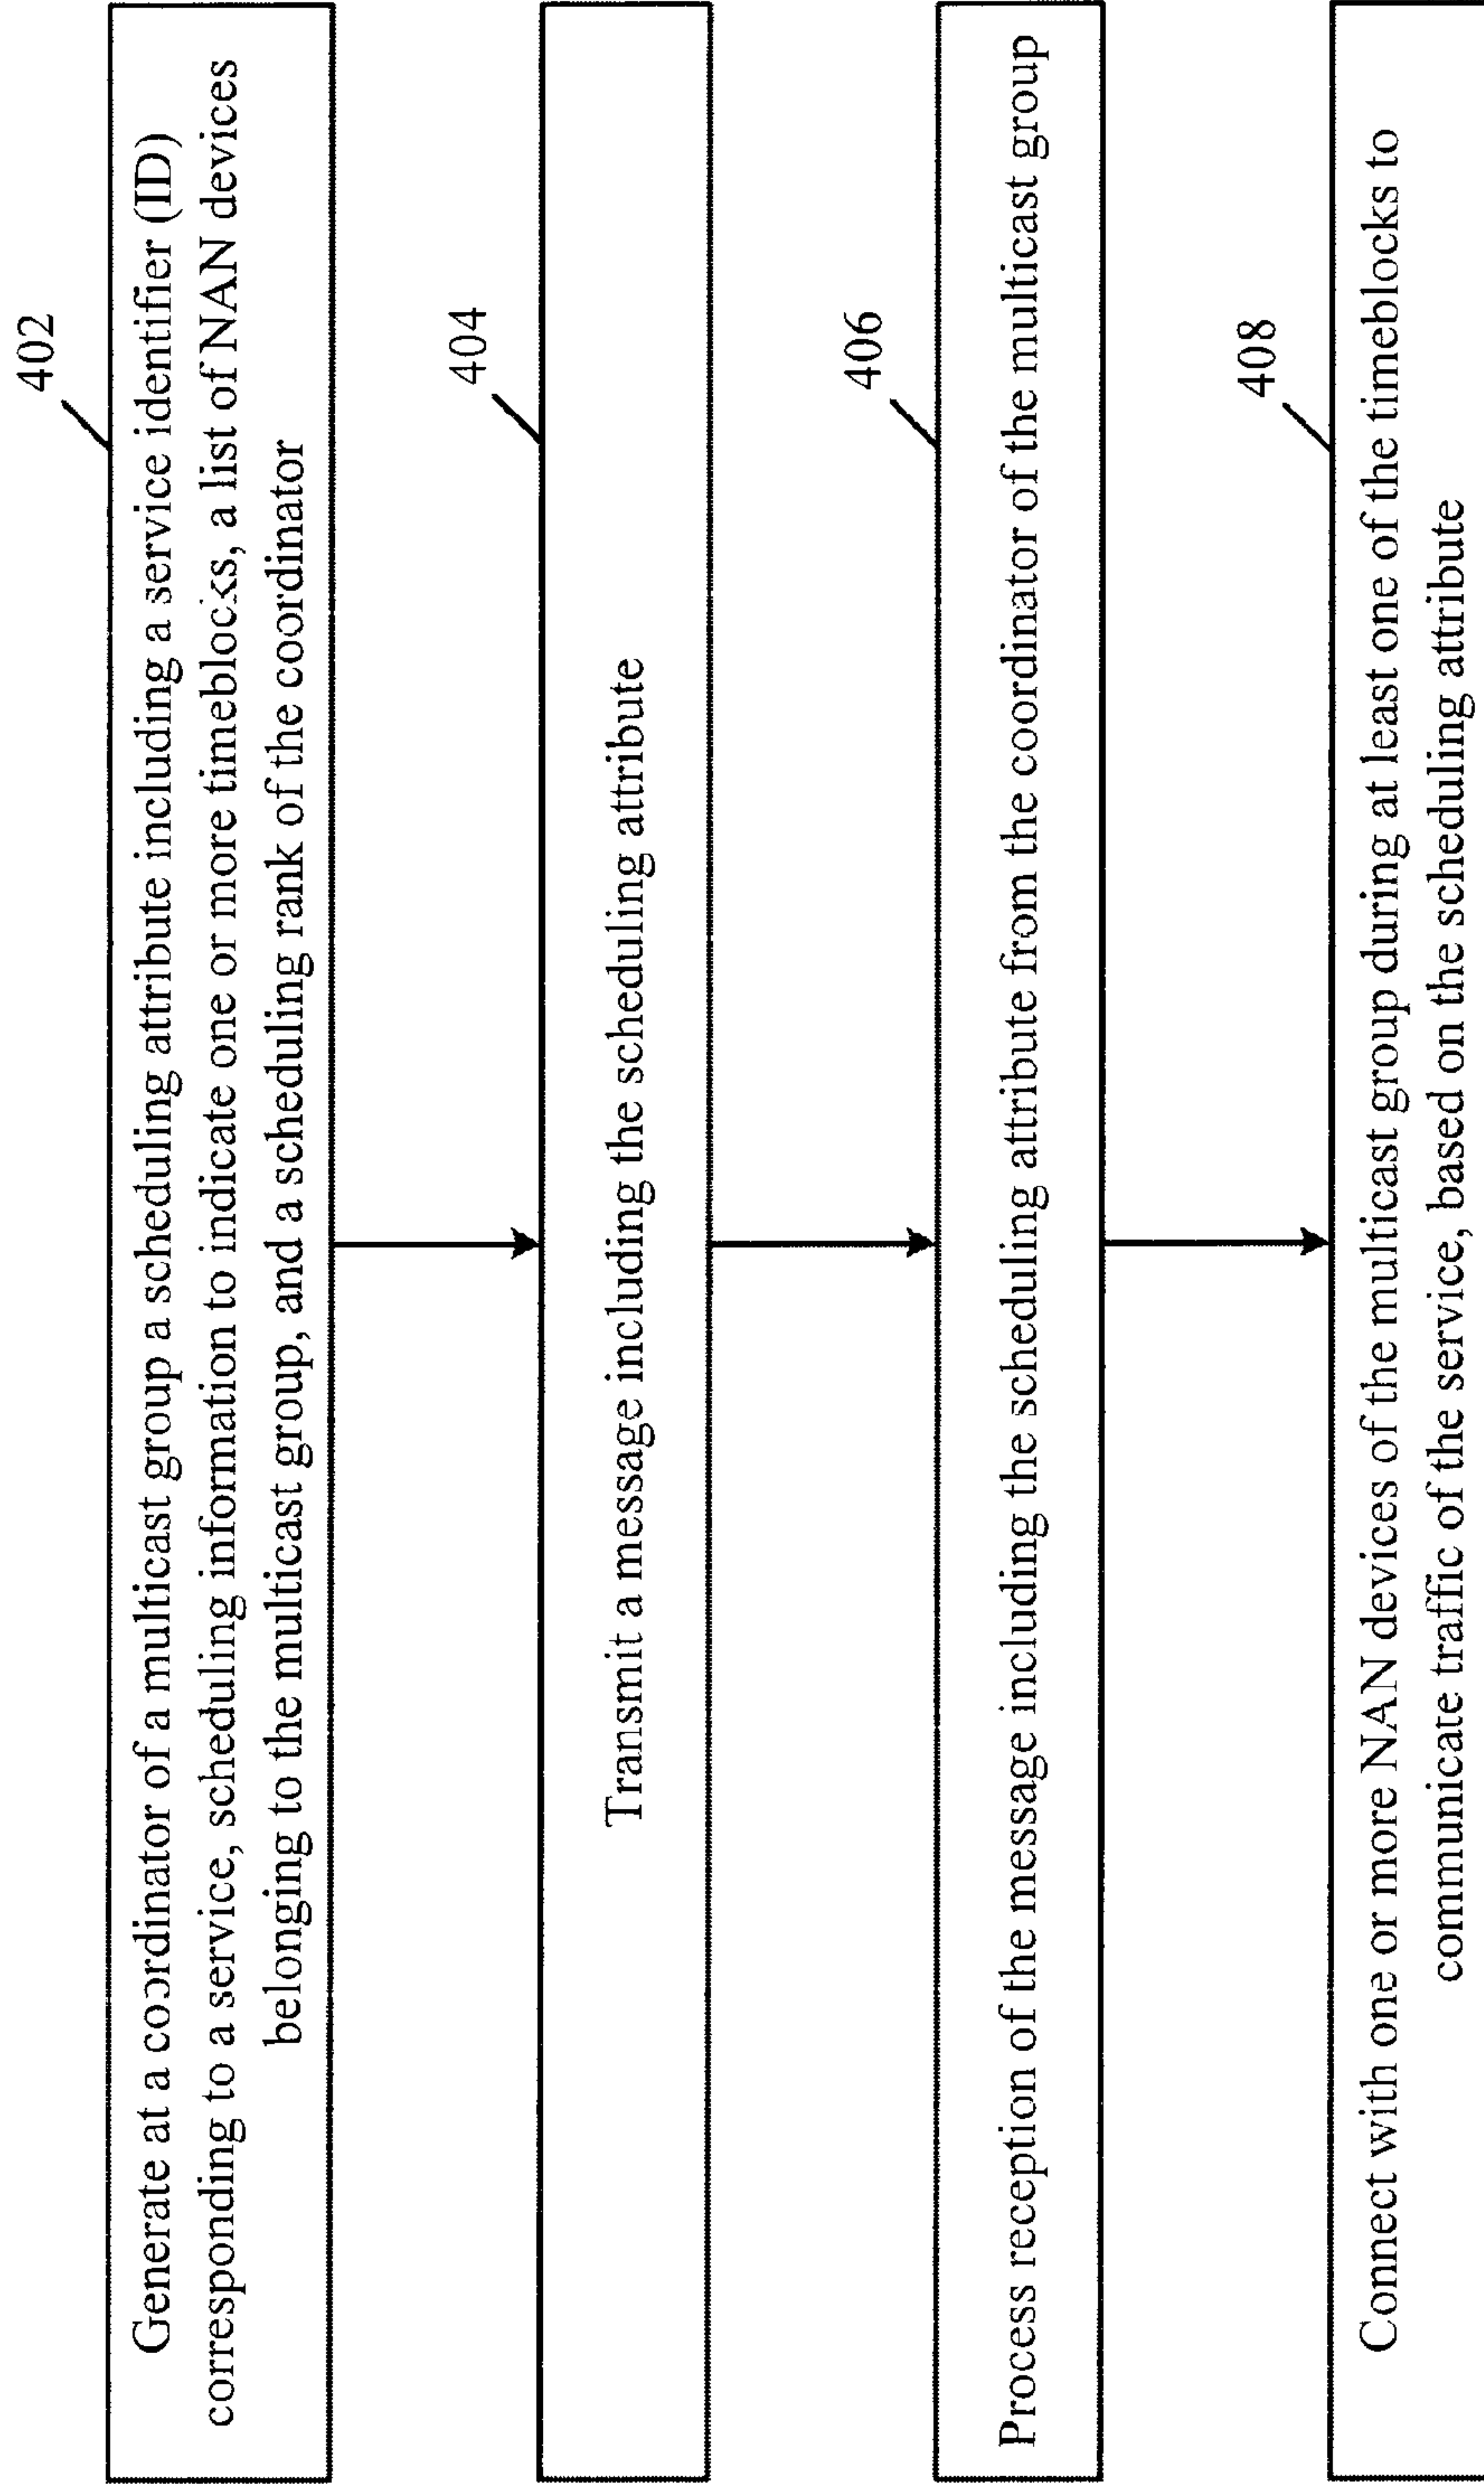 402
Generate at a coordinator of a multicast group a scheduling attribute including a service identifier (ID)
corresponding to a service, scheduling information to indicate one or more timeblocks, a list of NAN devices
belonging to the multicast group, and a scheduling rank of the coordinator
404
Transmit a message including the scheduling attribute
406
Process reception of the message including the scheduling attribute from the coordinator of the multicast group
408
Connect with one or more NAN devices of the multicast group during at least one of the timeblocks to
communicate traffic of the service, based on the scheduling attribute